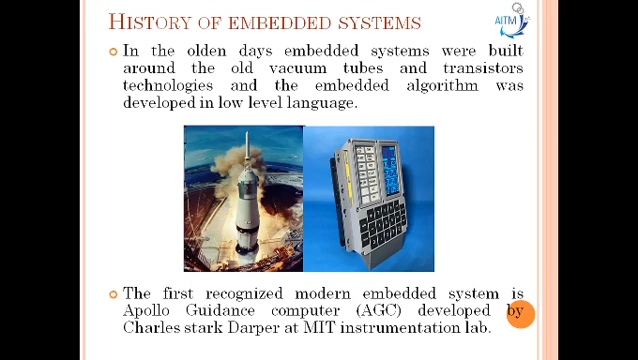 HISTORY OF EMBEDDED SYSTEMS
AITM
In the olden days embedded systems were built
around the old vacuum tubes and transistors
technologies and the embedded algorithm was
developed in low level language.
The first recognized modern embedded system is
Apollo Guidance computer (AGC) developed by
Charles stark Darper at MIT instrumentation lab.